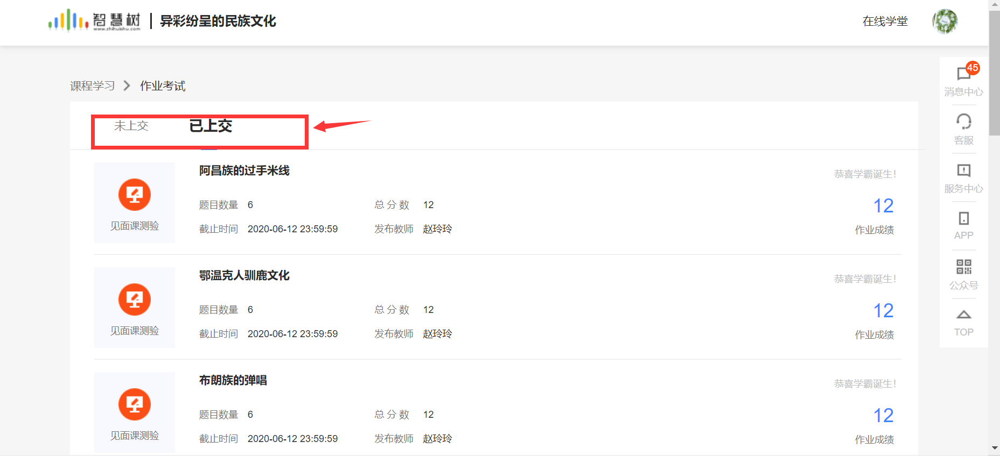 智慧树
www.zhihuishu.com
异彩纷呈的民族文化
在线学堂
课程学习
作业考试
未上交
已上交
阿昌族的过手米线
恭喜学霸诞生!
题目数量 6
总分数 12
12
见面课测验
截止时间 2020-06-12 23:59:59
发布教师 赵玲玲
作业成绩
鄂温克人驯鹿文化
恭喜学霸诞生!
题目数量 6
总分数 12
12
见面课测验
截止时间 2020-06-12 23:59:59
发布教师 赵玲玲
作业成绩
布朗族的弹唱
恭喜学霸诞生!
题目数量 6
总分数 12
12
见面课测验
截止时间 2020-06-12 23:59:59
发布教师 赵玲玲
作业成绩
45
消息中心
客服
服务中心
APP
公众号
TOP